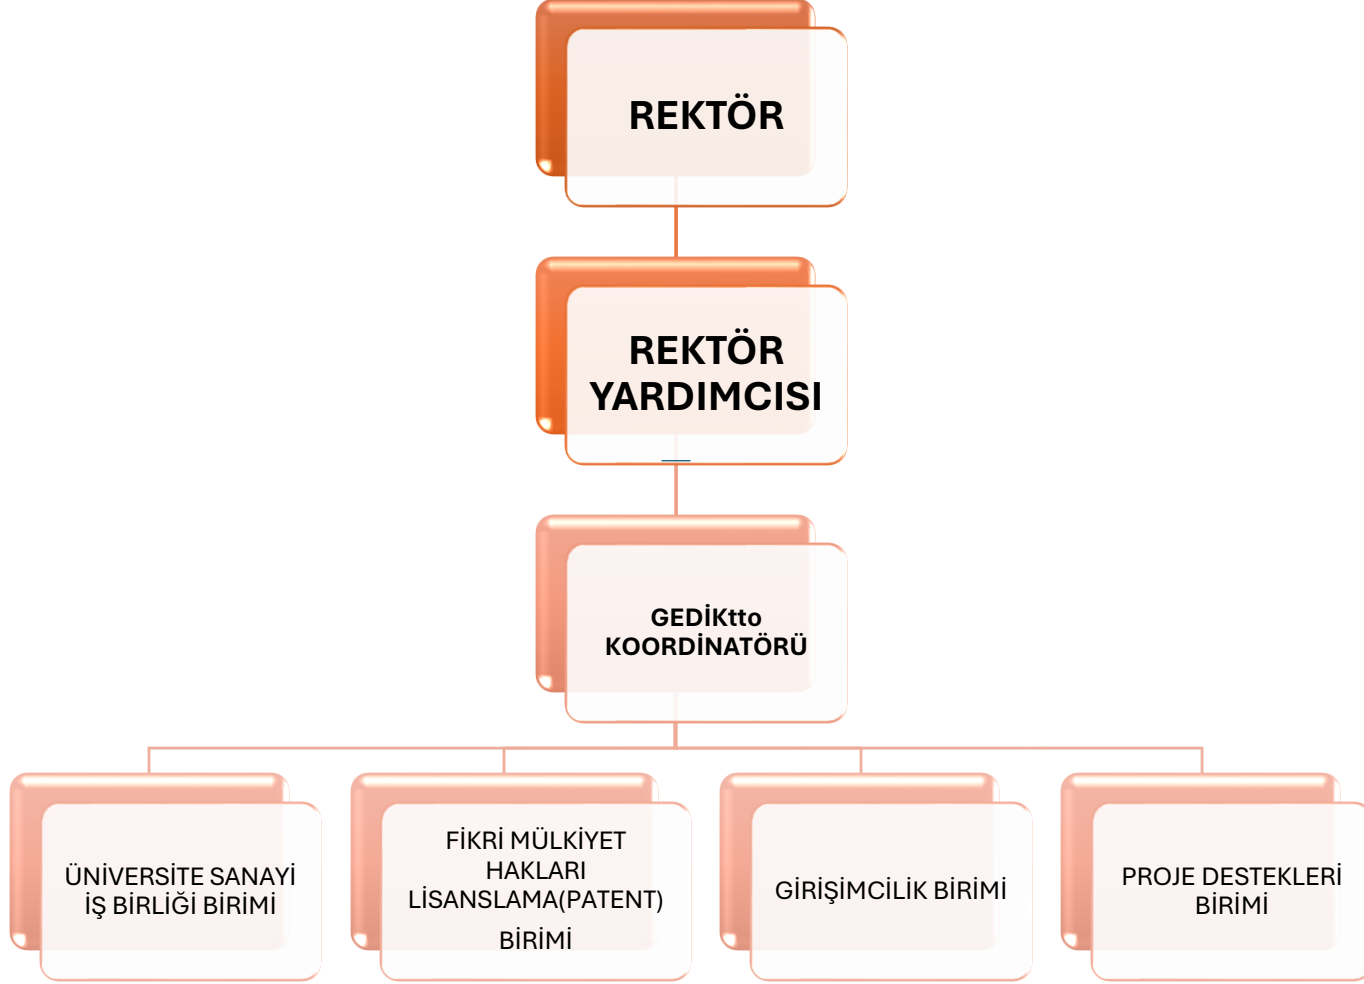 REKTÖR
REKTÖR
YARDIMCISI
GEDİKtto
KOORDİNATÖRÜ
ÜNİVERSİTE SANAYİ
İŞ BİRLİĞİ BİRİMİ
FİKRİ MÜLKİYET
HAKLARI
LİSANSLAMA(PATENT)
BİRİMİ
GİRİŞİMCİLİK BİRİMİ
PROJE DESTEKLERİ
BİRİMİ